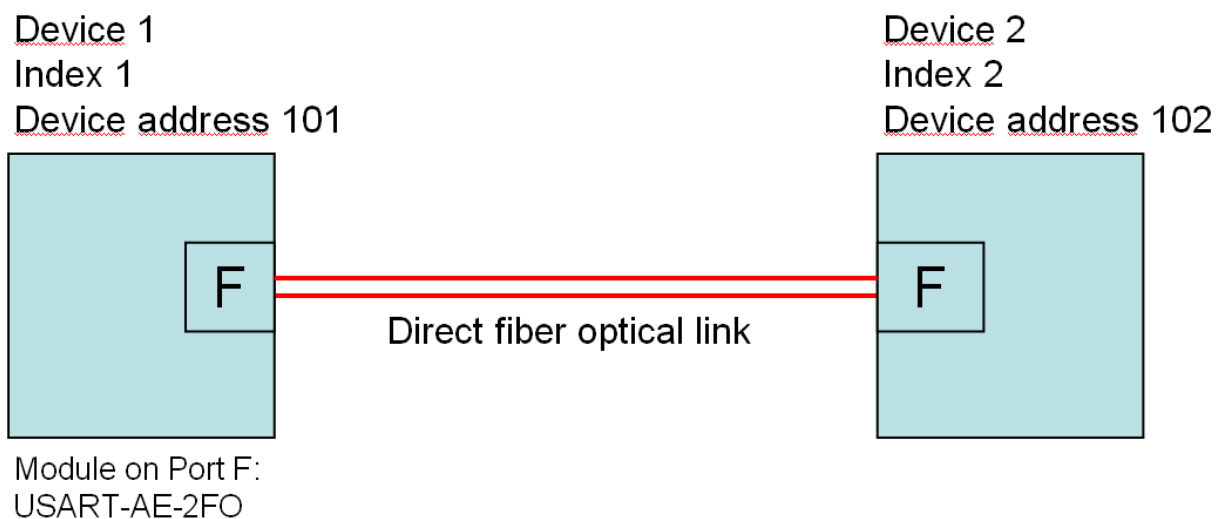 Device 1
Index 1
Device address 101
Device 2
Index 2
Device address 102
F
F
Direct fiber optical link
Module on Port F:
USART-AE-2FO